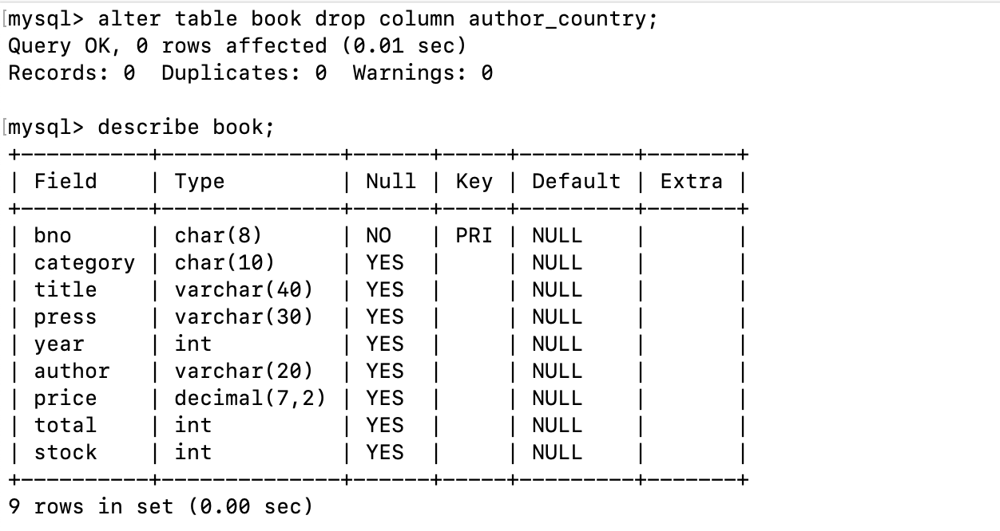 [mysql> alter table book drop column author_country;
Query OK, 0 rows affected (0.01 sec)
Records: 0  Duplicates: 0  Warnings: 0

[mysql> describe book;
+----------+--------------+------+-----+---------+-------+
| Field    | Type         | Null | Key | Default | Extra |
+----------+--------------+------+-----+---------+-------+
| bno      | char(8)      | NO   | PRI | NULL    |       |
| category | char(10)     | YES  |     | NULL    |       |
| title    | varchar(40)  | YES  |     | NULL    |       |
| press    | varchar(30)  | YES  |     | NULL    |       |
| year     | int          | YES  |     | NULL    |       |
| author   | varchar(20)  | YES  |     | NULL    |       |
| price    | decimal(7,2) | YES  |     | NULL    |       |
| total    | int          | YES  |     | NULL    |       |
| stock    | int          | YES  |     | NULL    |       |
+----------+--------------+------+-----+---------+-------+
9 rows in set (0.00 sec)